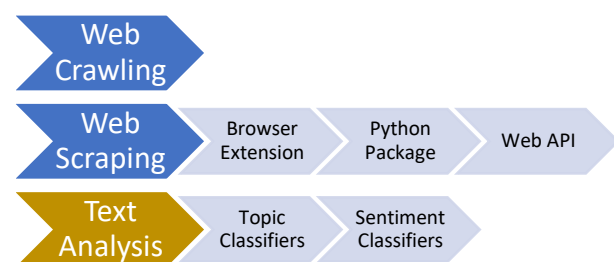 Web
Crawling
Web
Scraping
Browser
Extension
Python
Package
Web API
Text
Analysis
Topic
Classifiers
Sentiment
Classifiers